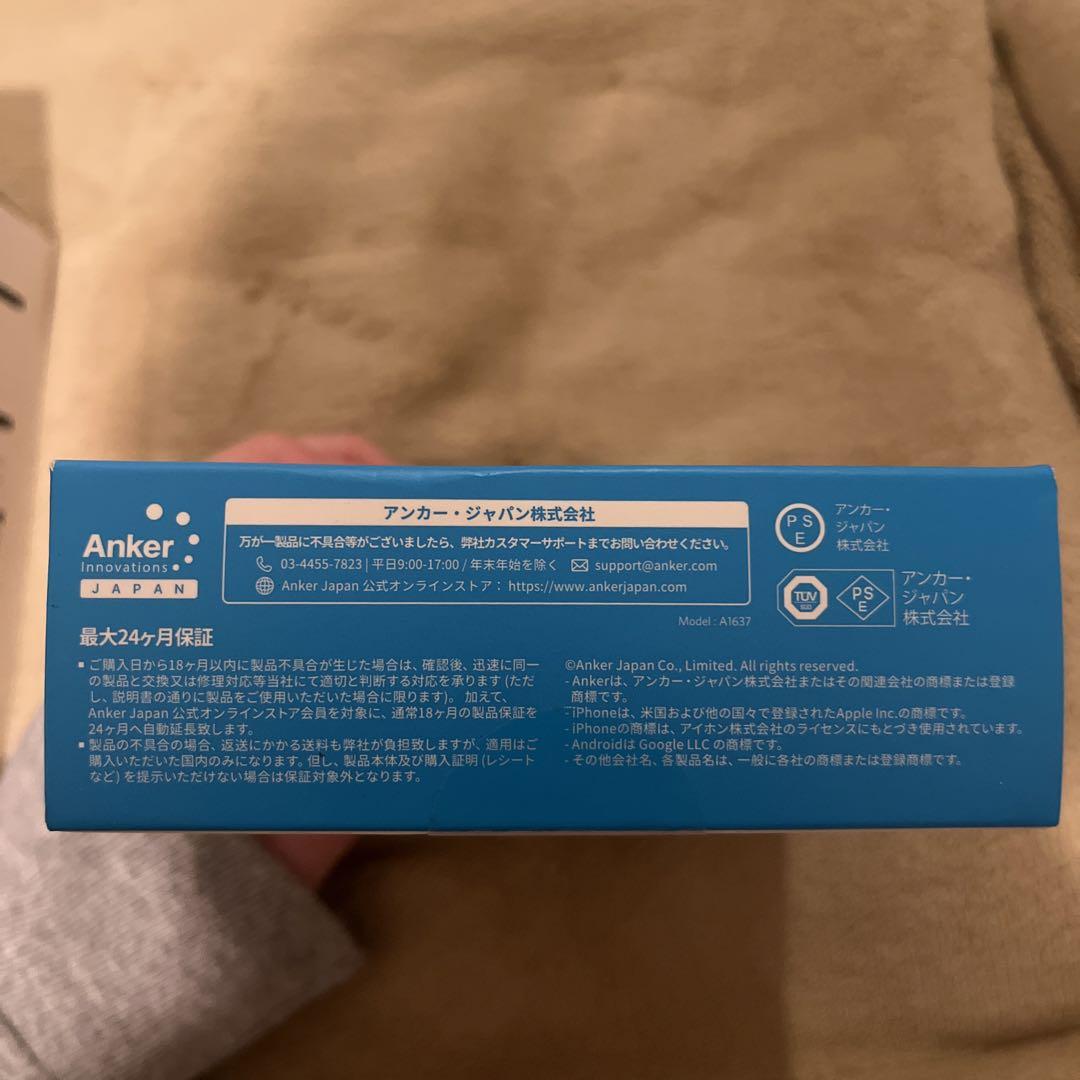 Anker
Innovations
JAPAN
アンカー・ジャパン株式会社
万が一製品に不具合等がございましたら、弊社カスタマーサポートまでお問い合わせください。
03-4455-7823 | 平日9:00-17:00 / 年末年始を除く support@anker.com
Anker Japan 公式オンラインストア： https://www.ankerjapan.com
Model : A1637
PSE
アンカー・
ジャパン
株式会社
TÜV
SÜD
PSE
アンカー・
ジャパン
株式会社
最大24ヶ月保証
▪ ご購入日から18ヶ月以内に製品不具合が生じた場合は、確認後、迅速に同一
の製品と交換又は修理対応等当社にて適切と判断する対応を承ります (ただ
し、説明書の通りに製品をご使用いただいた場合に限ります)。 加えて、
Anker Japan 公式オンラインストア会員を対象に、通常18ヶ月の製品保証を
24ヶ月へ自動延長致します。
▪ 製品の不具合の場合、返送にかかる送料も弊社が負担致しますが、適用はご
購入いただいた国内のみになります。但し、製品本体及び購入証明 (レシート
など) を提示いただけない場合は保証対象外となります。
©Anker Japan Co., Limited. All rights reserved.
- Ankerは、アンカー・ジャパン株式会社またはその関連会社の商標または登録
商標です。
- iPhoneは、米国および他の国々で登録されたApple Inc.の商標です。
- iPhoneの商標は、アイホン株式会社のライセンスにもとづき使用されています。
- Androidは Google LLC の商標です。
- その他会社名、各製品名は、一般に各社の商標または登録商標です。